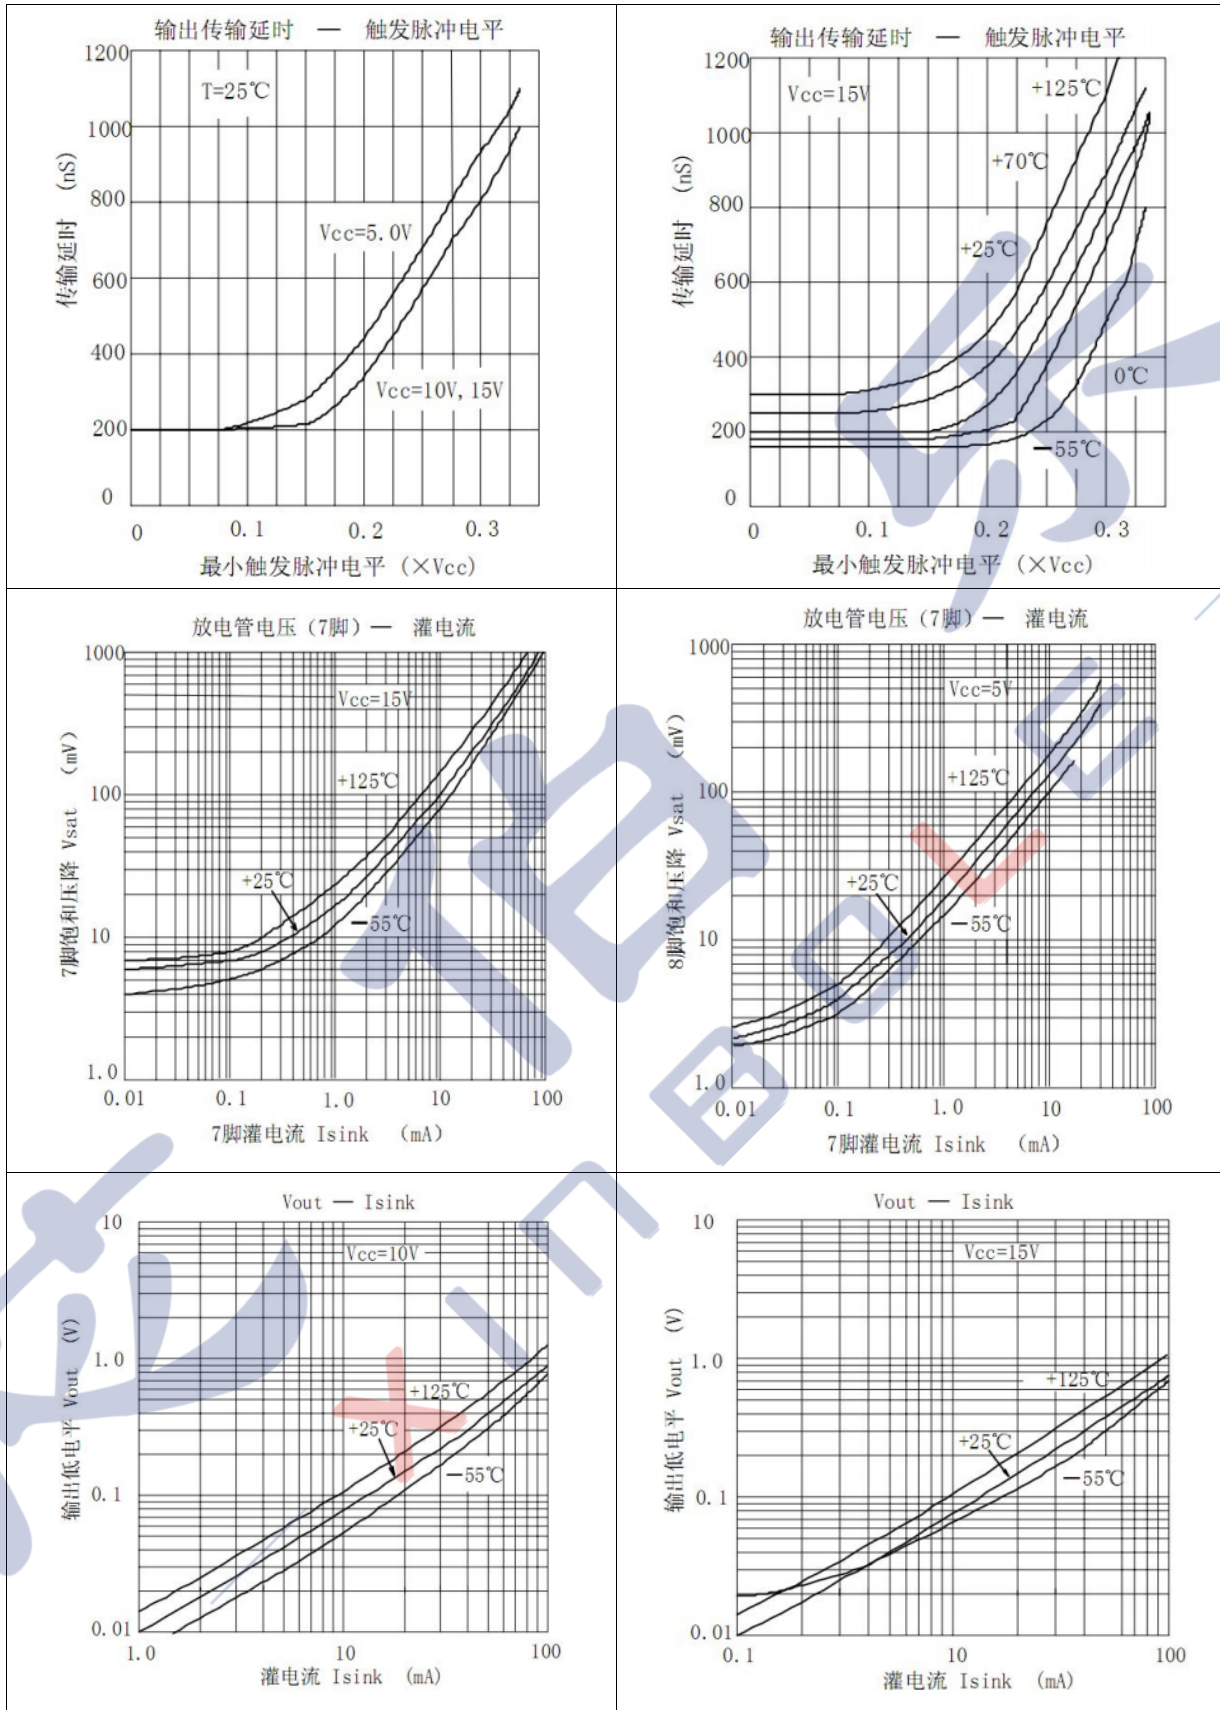 输出传输延时 — 触发脉冲电平
1200
T=25℃
1000
800
Vcc=5.0V
600
400
Vcc=10V,15V
200
0
0 0.1 0.2 0.3
传输延时 (nS)
最小触发脉冲电平 (×Vcc)
输出传输延时 — 触发脉冲电平
1200
Vcc=15V
+125℃
1000
+70℃
800
+25℃
600
400
0℃
200
—55℃
0
0 0.1 0.2 0.3
传输延时 (nS)
最小触发脉冲电平 (×Vcc)
放电管电压(7脚)— 灌电流
1000
Vcc=15V
+125℃
100
+25℃
—55℃
10
1.0
0.01 0.1 1.0 10 100
7脚饱和压降 Vsat (mV)
7脚灌电流 Isink (mA)
放电管电压(7脚)— 灌电流
1000
Vcc=5V
+125℃
100
+25℃
—55℃
10
1.0
0.01 0.1 1.0 10 100
8脚饱和压降 Vsat (mV)
7脚灌电流 Isink (mA)
Vout — Isink
10
Vcc=10V
1.0
+125℃
+25℃
—55℃
0.1
0.01
1.0 10 100
输出低电平 Vout (V)
灌电流 Isink (mA)
Vout — Isink
10
Vcc=15V
1.0
+125℃
+25℃
—55℃
0.1
0.01
0.1 10 100
输出低电平 Vout (V)
灌电流 Isink (mA)
芯伯乐
XINBOLE